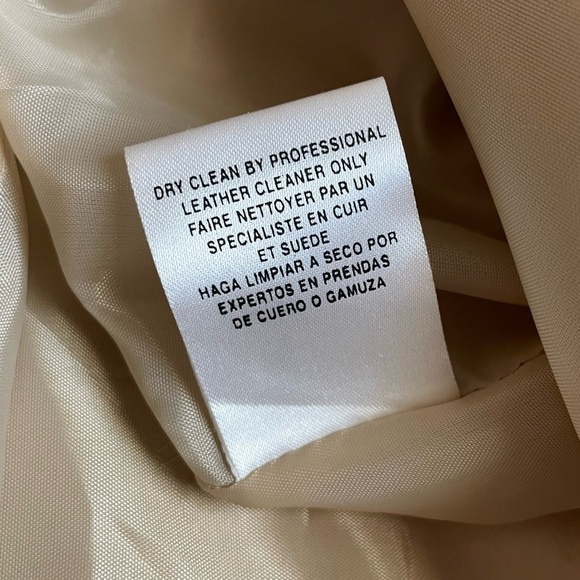 DRY CLEAN BY PROFESSIONAL
LEATHER CLEANER ONLY
FAIRE NETTOYER PAR UN
SPECIALISTE EN CUIR
ET SUEDE
HAGA LIMPIAR A SECO POR
EXPERTOS EN PRENDAS
DE CUERO O GAMUZA